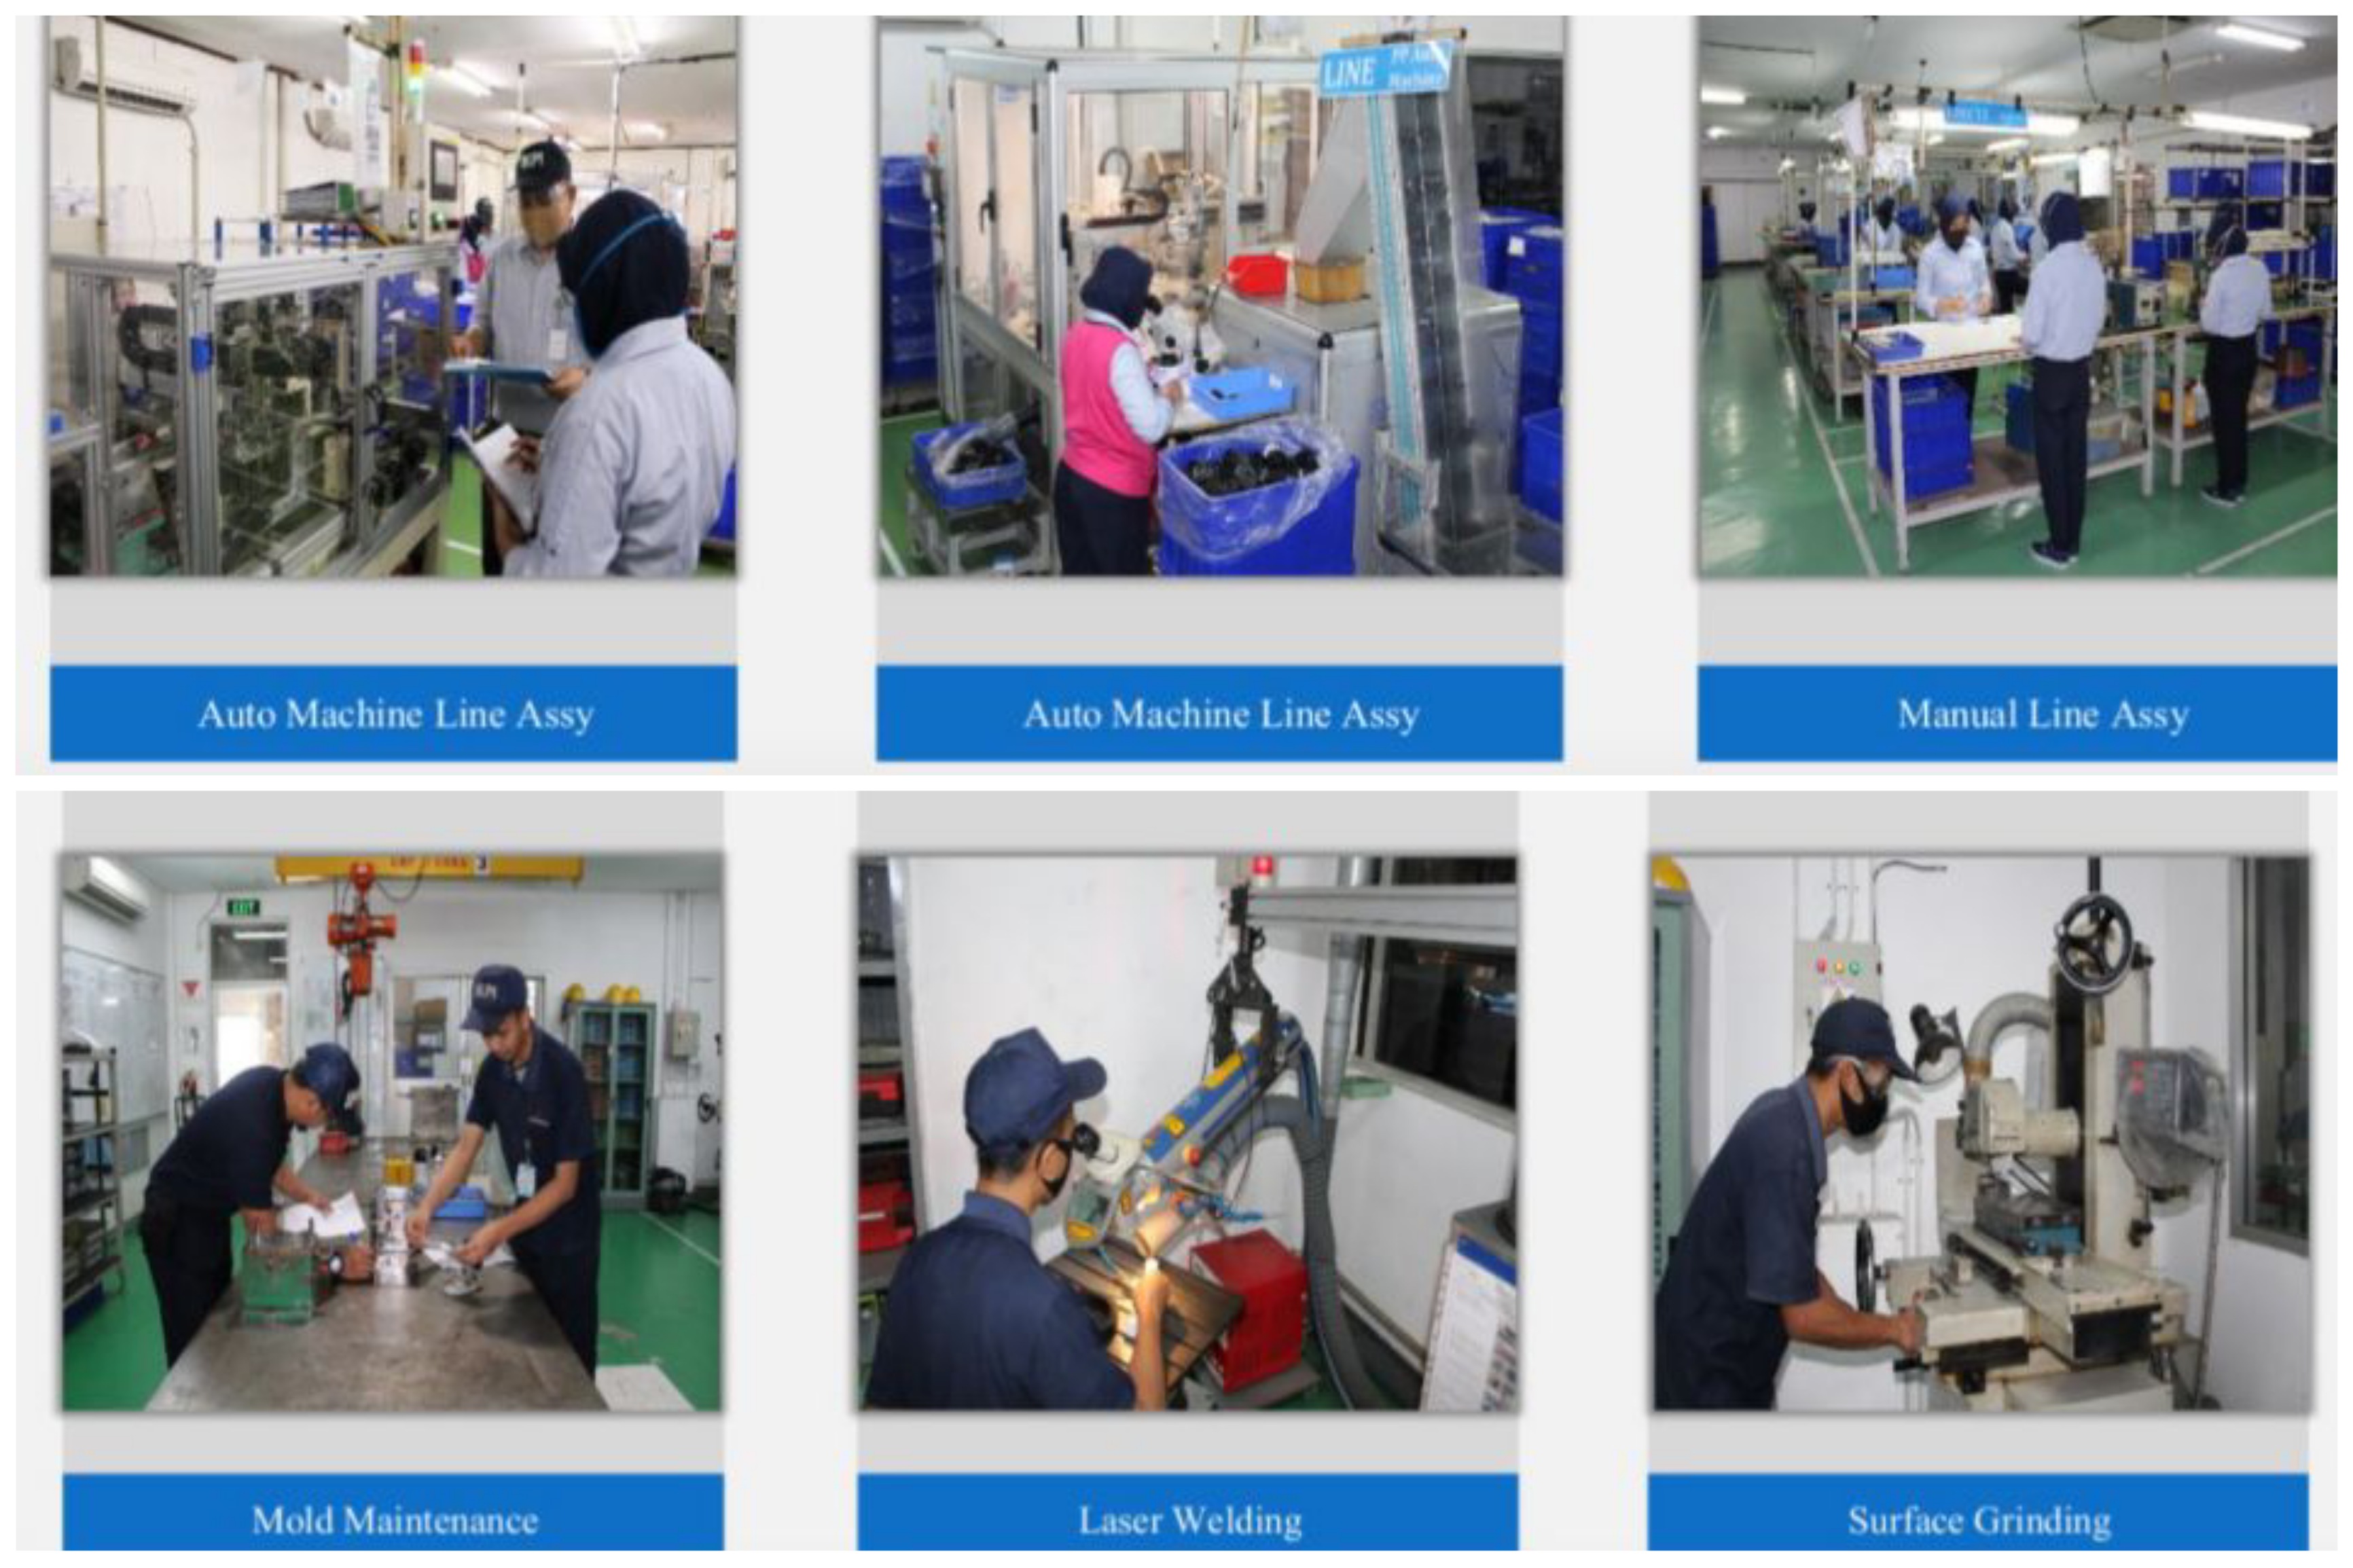 LINE
Auto Machine Line Assy
Auto Machine Line Assy
Manual Line Assy
EXIT
3
Mold Maintenance
Laser Welding
Surface Grinding